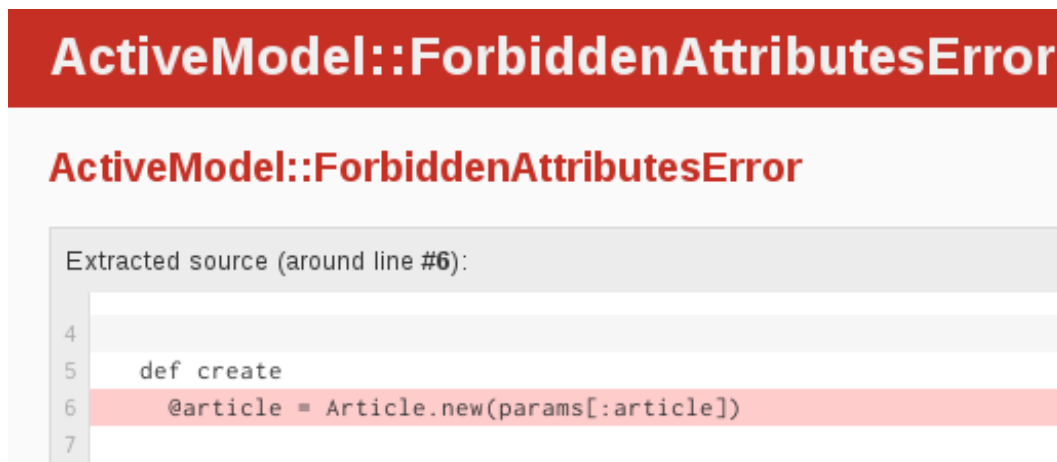 ActiveModel::ForbiddenAttributesError
ActiveModel::ForbiddenAttributesError
Extracted source (around line #6):
4
5 def create
6 @article = Article.new(params[:article])
7